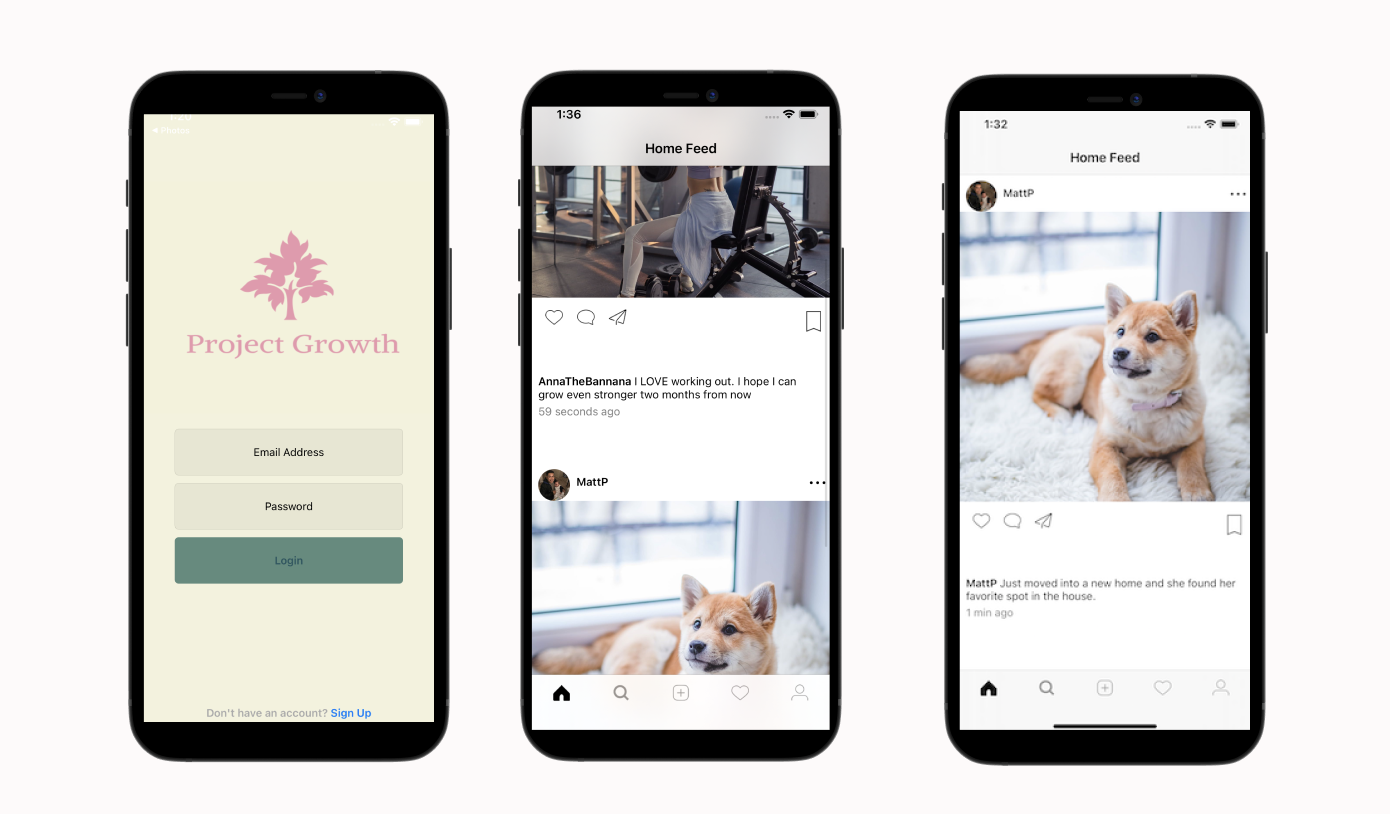 ◀ Photos
Project Growth
Email Address
Password
Login
Don't have an account? Sign Up
1:36
Home Feed
AnnaTheBannana I LOVE working out. I hope I can
grow even stronger two months from now
59 seconds ago
MattP
1:32
Home Feed
MattP
MattP Just moved into a new home and she found her
favorite spot in the house.
1 min ago